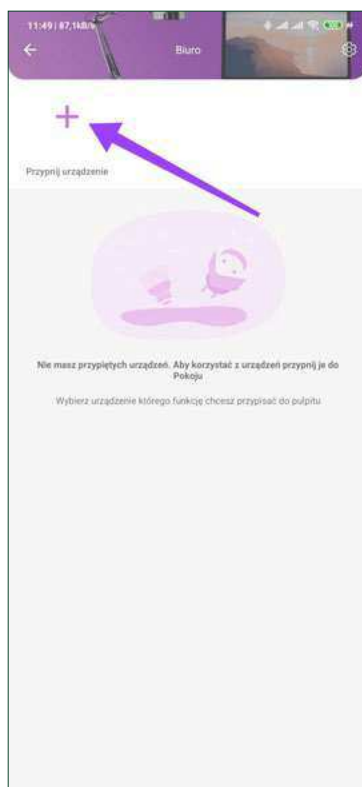 11:49 | 87,1kB/s
Biuro
Przypnij urządzenie
Nie masz przypiętych urządzeń. Aby korzystać z urządzeń przypnij je do
Pokoju
Wybierz urządzenie którego funkcję chcesz przypisać do pulpitu